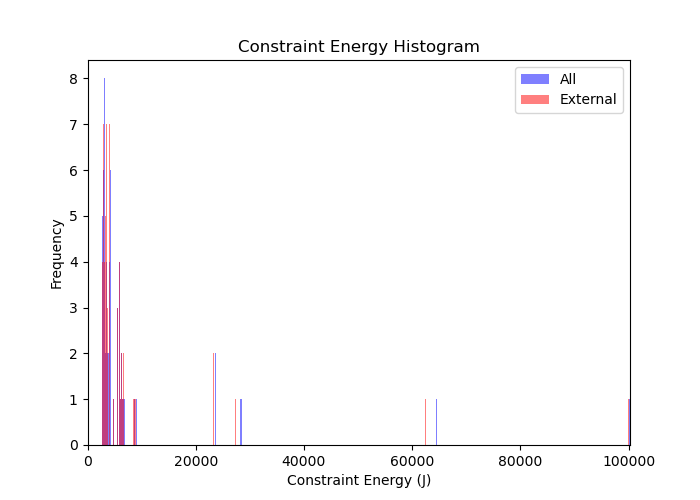 Constraint Energy Histogram
All
External
Frequency
8
7
6
5
4
3
2
1
0
0 20000 40000 60000 80000 100000
Constraint Energy (J)